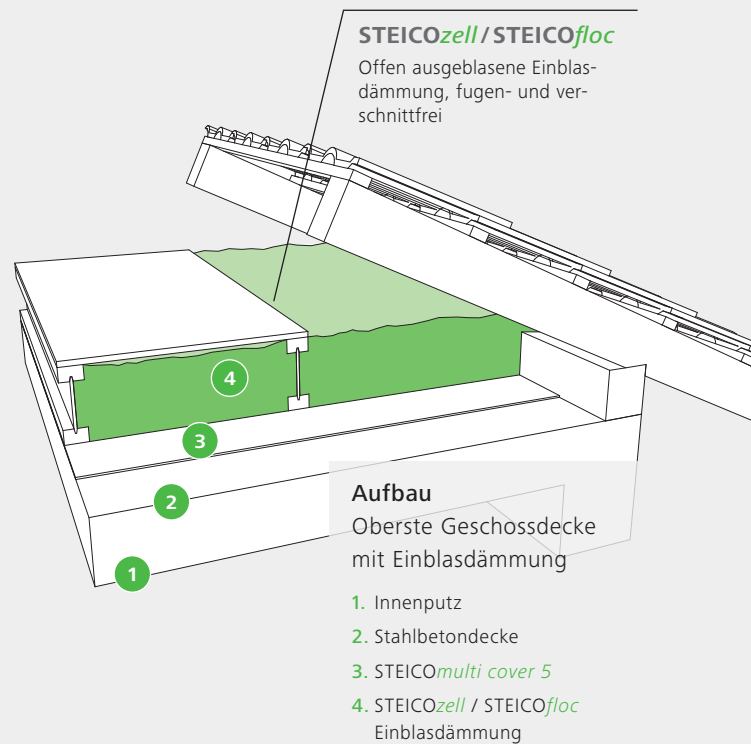 STEICOzell / STEICOfloc
Offen ausgeblasene Einblas-
dämmung, fugen- und ver-
schnittfrei
4
3
2
1
Aufbau
Oberste Geschossdecke
mit Einblasdämmung
1. Innenputz
2. Stahlbetondecke
3. STEICOmulti cover 5
4. STEICOzell / STEICOfloc
Einblasdämmung